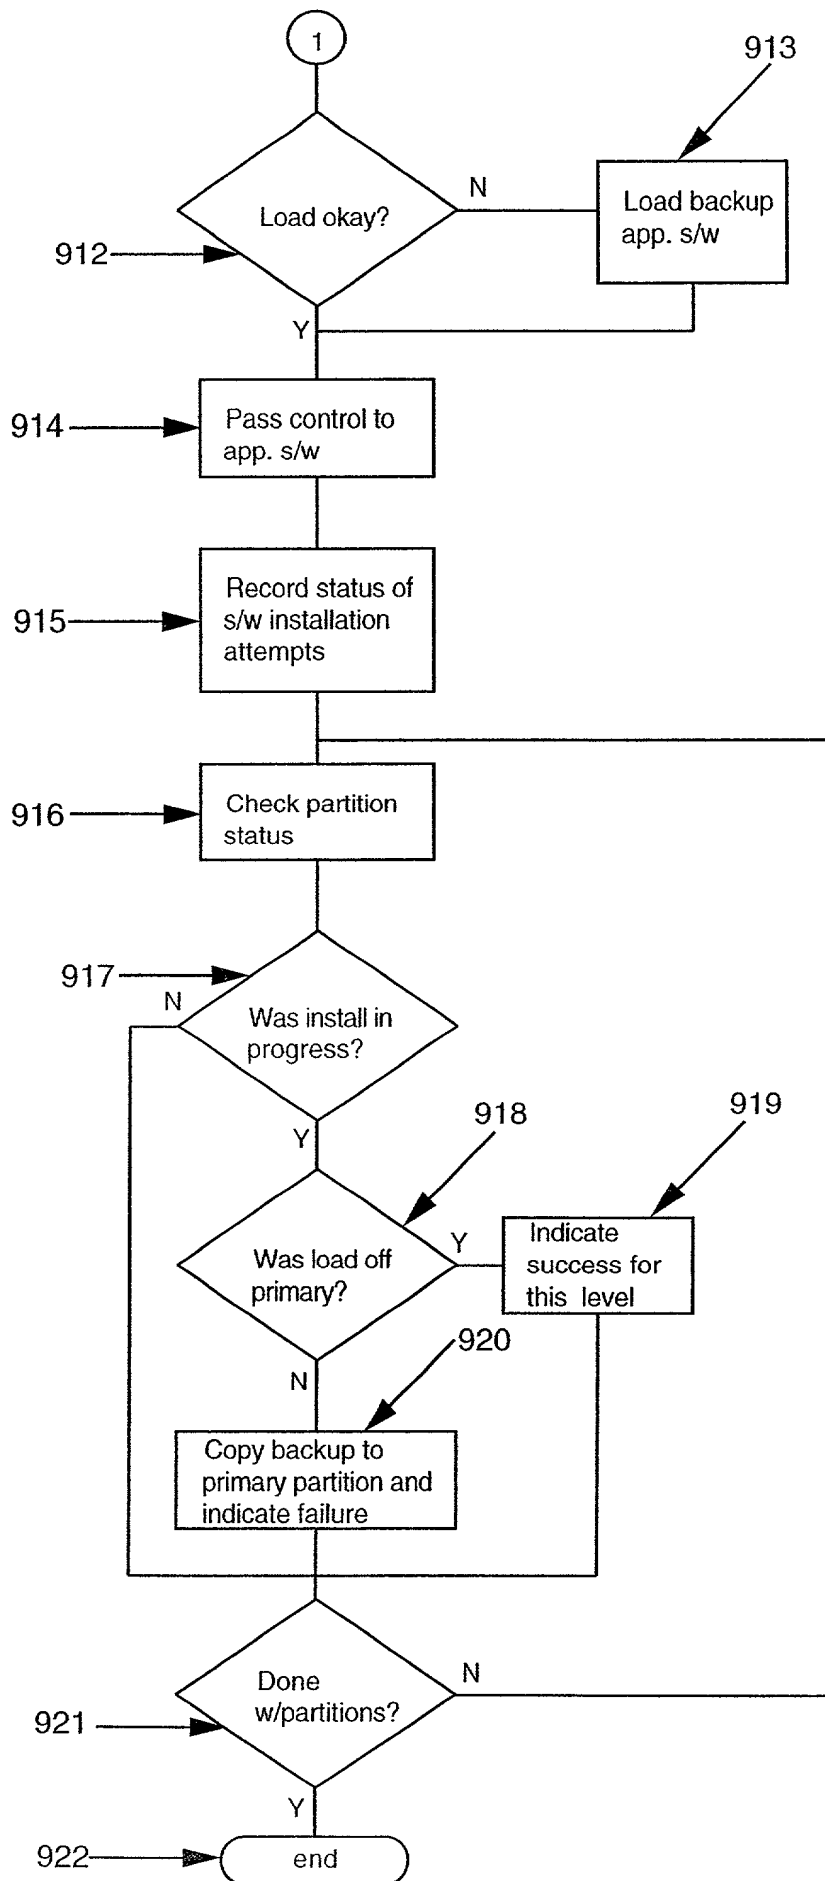 1
913
N
Load okay?
Load backup
app. s/w
912
Y
914
Pass control to
app. s/w
915
Record status of
s/w installation
attempts
916
Check partition
status
917
N
Was install in
progress?
Y
918
919
Was load off
primary?
Y
Indicate
success for
this level
920
N
Copy backup to
primary partition and
indicate failure
Done
w/partitions?
N
921
Y
922
end